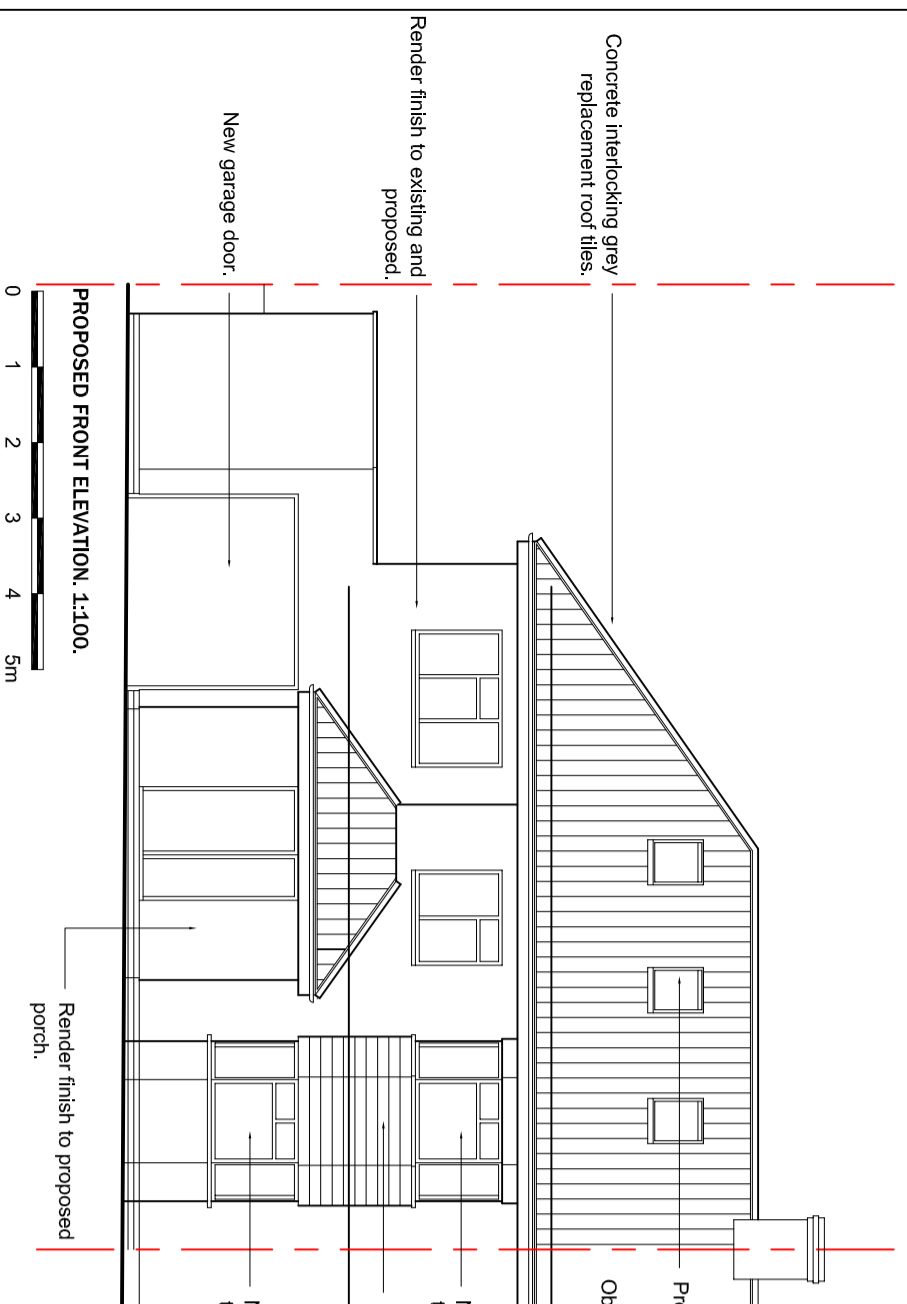 Concrete interlocking grey
replacement roof tiles.
Render finish to existing and
proposed.
New garage door.
Render finish to proposed
porch.
PROPOSED FRONT ELEVATION. 1:100.
0 1 2 3 4 5m